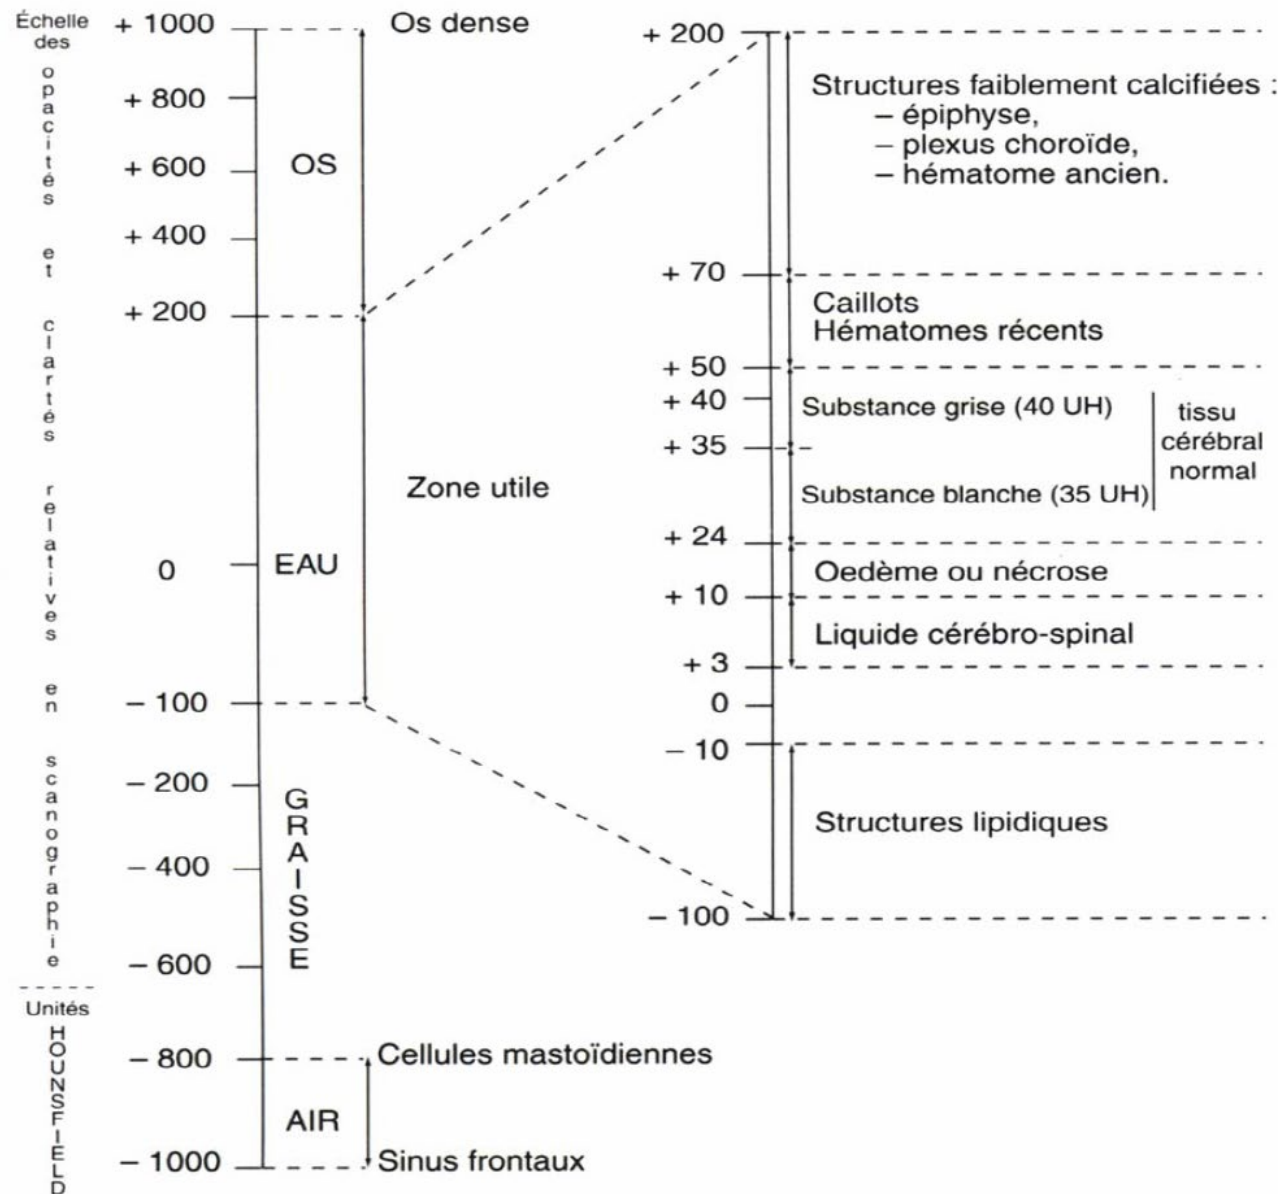 Échelle
des
opacités
et
clartés
relatives
en
scanographie
Unités
HOUNSFIELD
+ 1000
+ 800
+ 600
+ 400
+ 200
0
– 100
– 200
– 400
– 600
– 800
– 1000
OS
EAU
GRAISSE
AIR
Os dense
Zone utile
Cellules mastoïdiennes
Sinus frontaux
+ 200
+ 70
+ 50
+ 40
+ 35
+ 24
+ 10
+ 3
0
– 10
– 100
Structures faiblement calcifiées :
– épiphyse,
– plexus choroïde,
– hématome ancien.
Caillots
Hématomes récents
Substance grise (40 UH)
Substance blanche (35 UH)
tissu
cérébral
normal
Oedème ou nécrose
Liquide cérébro-spinal
Structures lipidiques